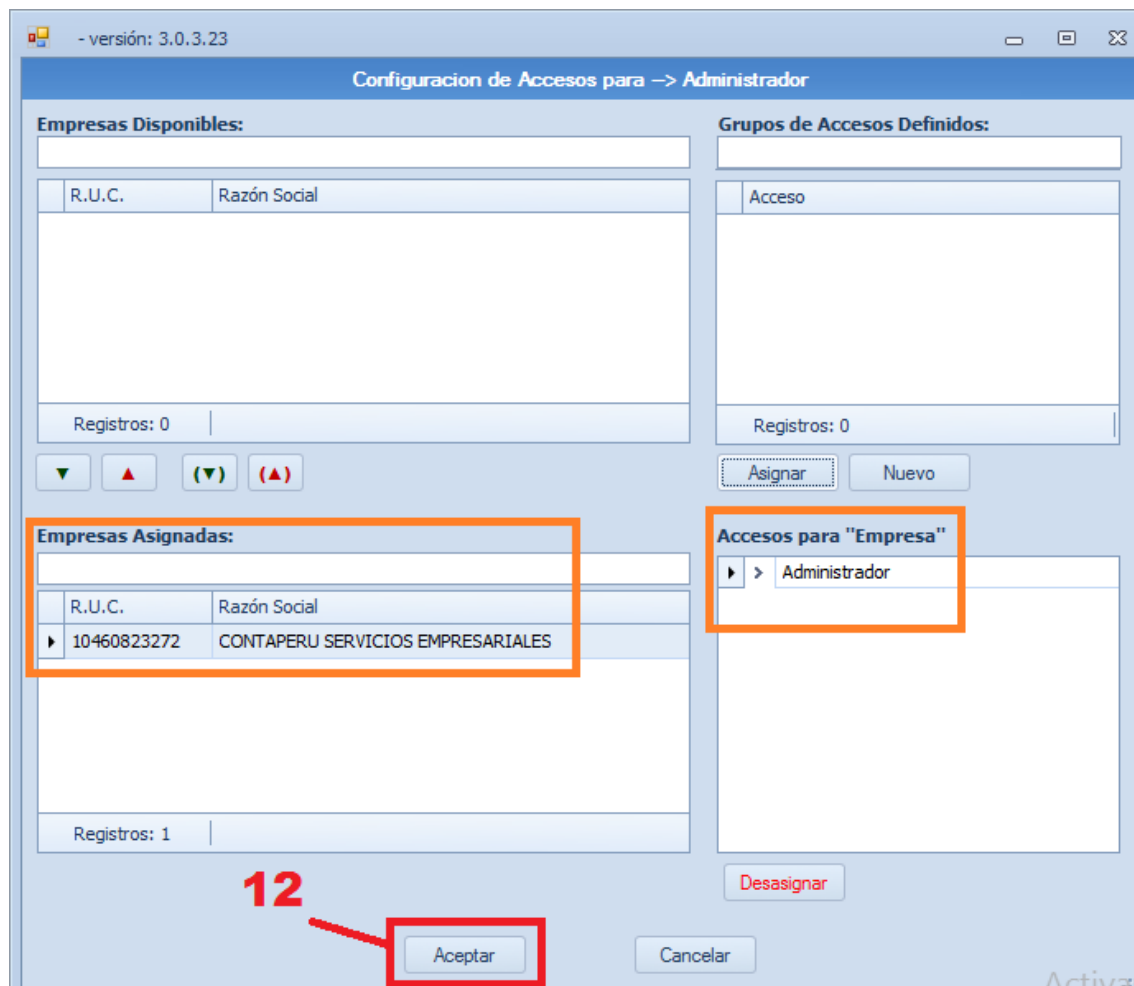 - versión: 3.0.3.23
Configuracion de Accesos para --> Administrador
Empresas Disponibles:
R.U.C. Razón Social
Registros: 0
Grupos de Accesos Definidos:
Acceso
Registros: 0
Asignar Nuevo
Empresas Asignadas:
R.U.C. Razón Social
10460823272 CONTAPERU SERVICIOS EMPRESARIALES
Registros: 1
Accesos para "Empresa"
Administrador
Desasignar
12
Aceptar Cancelar
Activa